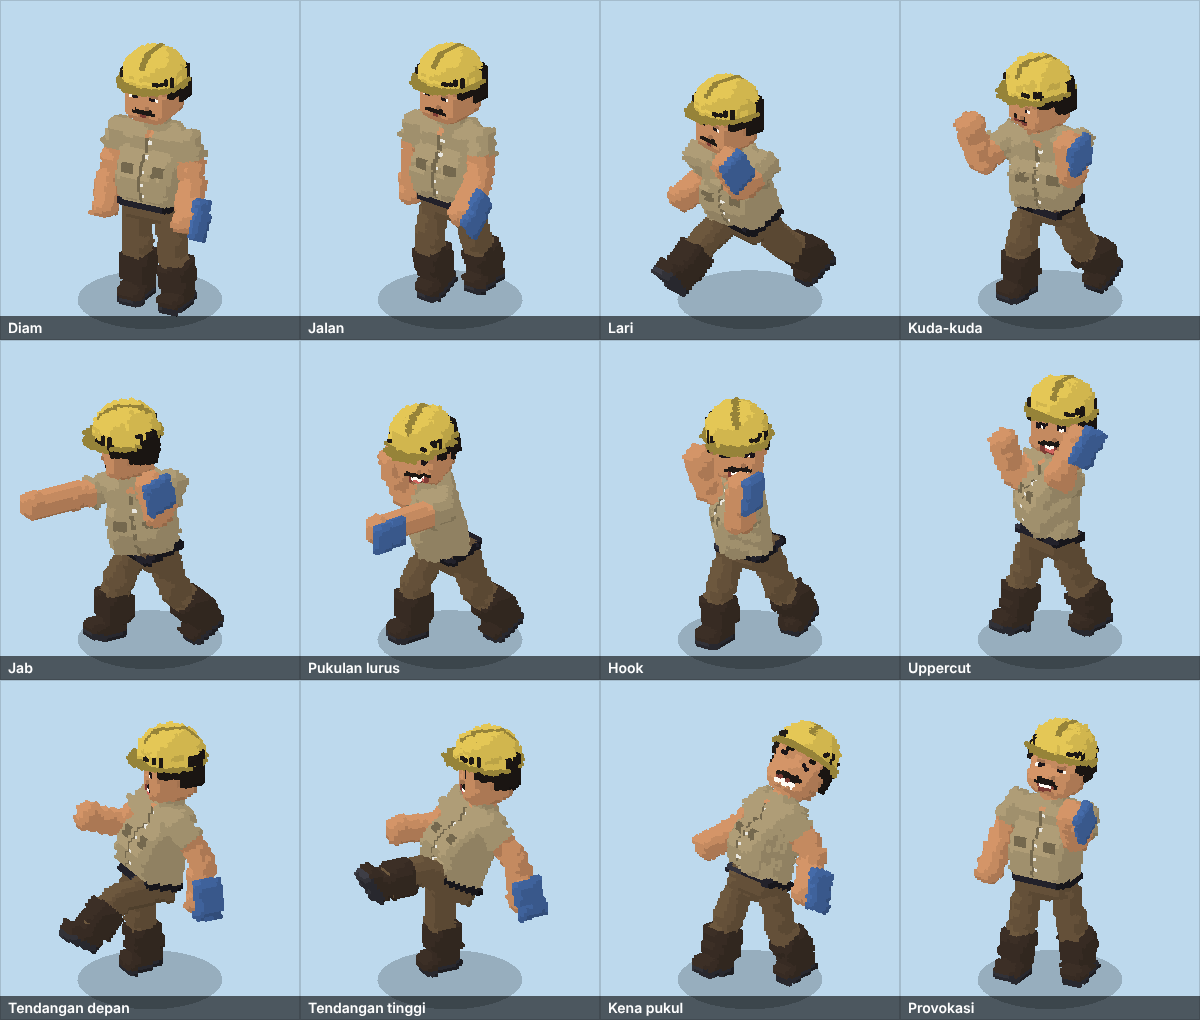 Diam
Jalan
Lari
Kuda-kuda
Jab
Pukulan lurus
Hook
Uppercut
Tendangan depan
Tendangan tinggi
Kena pukul
Provokasi